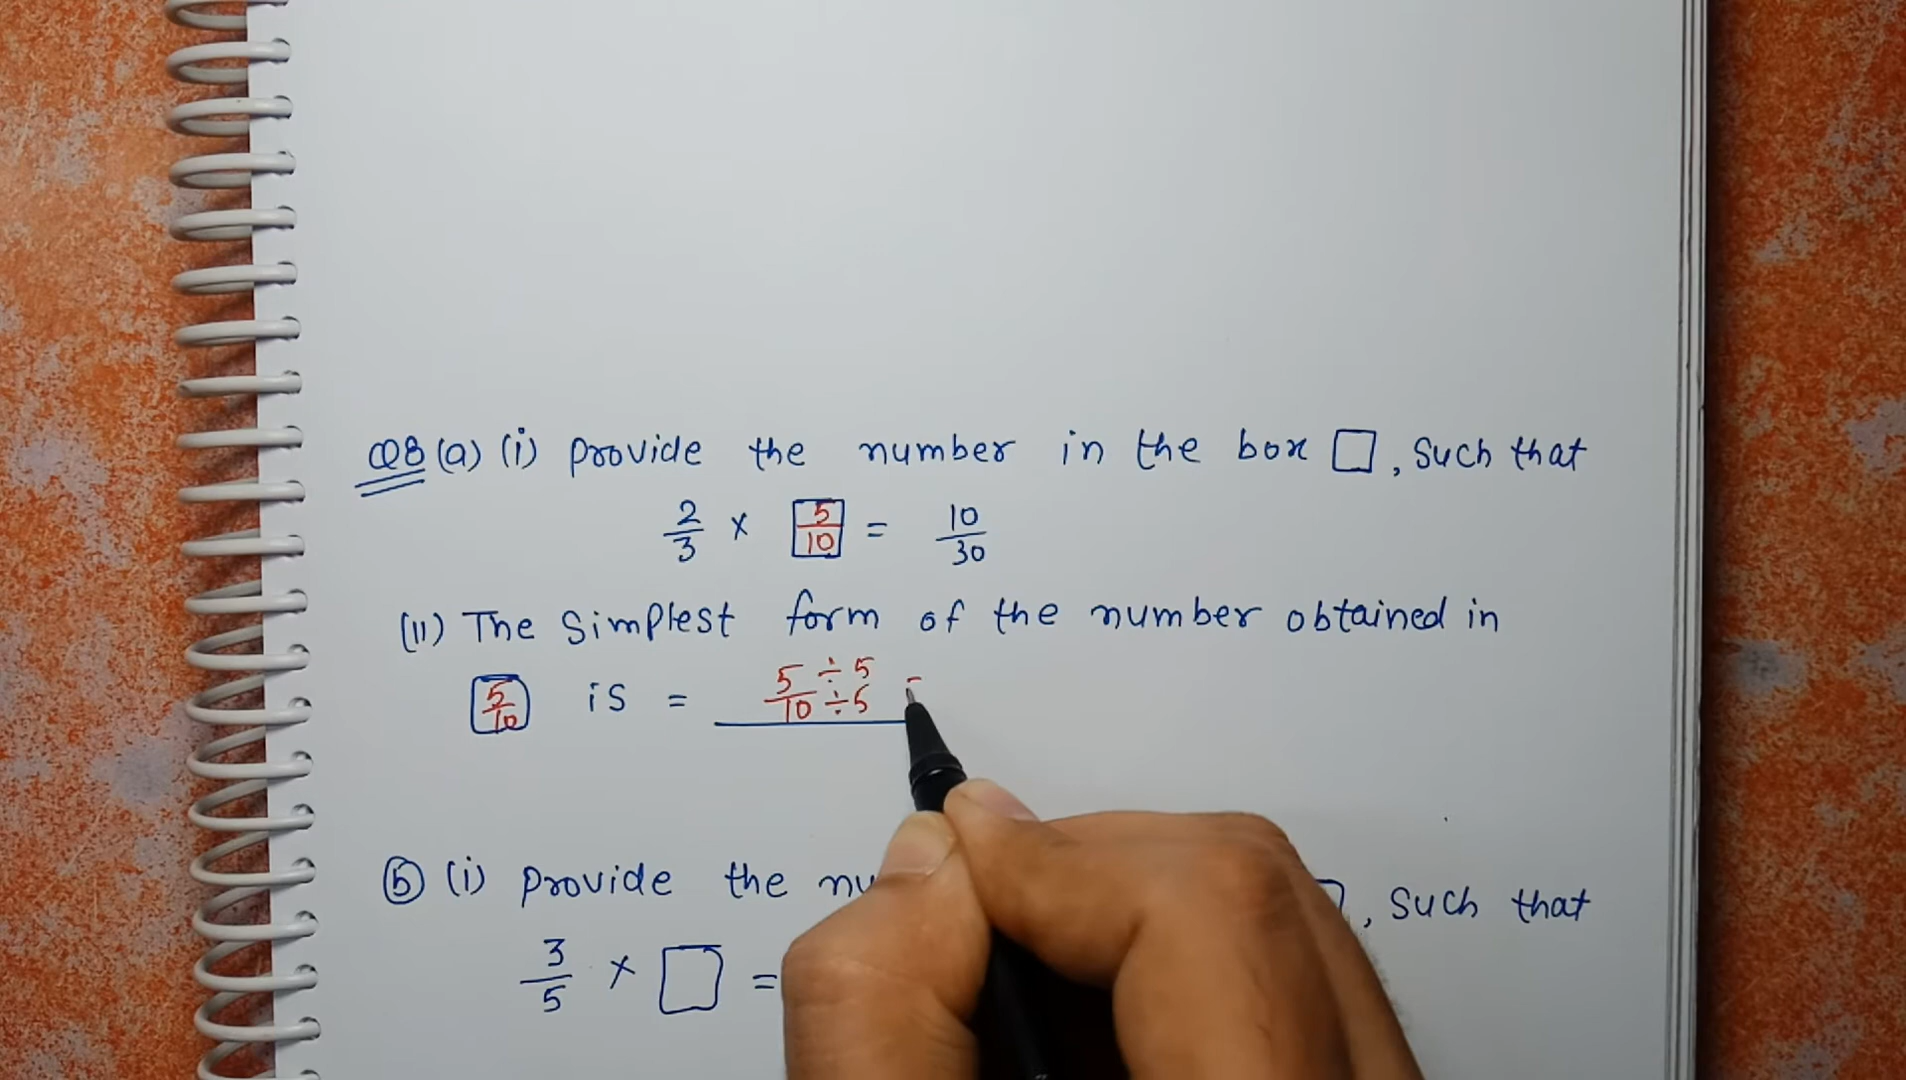 Q8 (a) (i) provide the number in the box □, such that
2/3 × 5/10 = 10/30
(ii) The simplest form of the number obtained in
5/10 is = 5÷5/10÷5
(b) (i) provide the , such that
3/5 × □ =